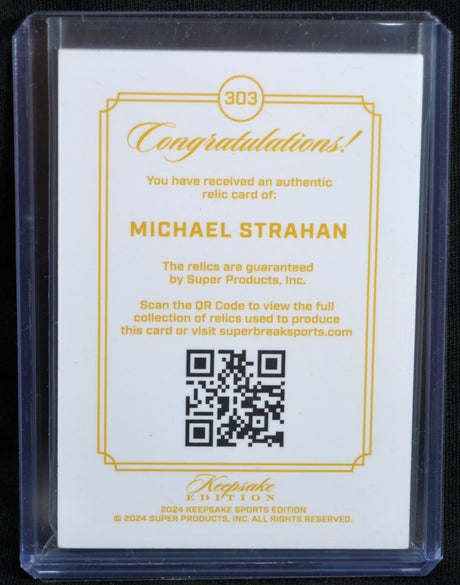 303
Congratulations!
You have received an authentic
relic card of:
MICHAEL STRAHAN
The relics are guaranteed
by Super Products, Inc.
Scan the QR Code to view the full
collection of relics used to produce
this card or visit superbreaksports.com
Keepsake
EDITION
2024 KEEPSAKE SPORTS EDITION
© 2024 SUPER PRODUCTS, INC. ALL RIGHTS RESERVED.